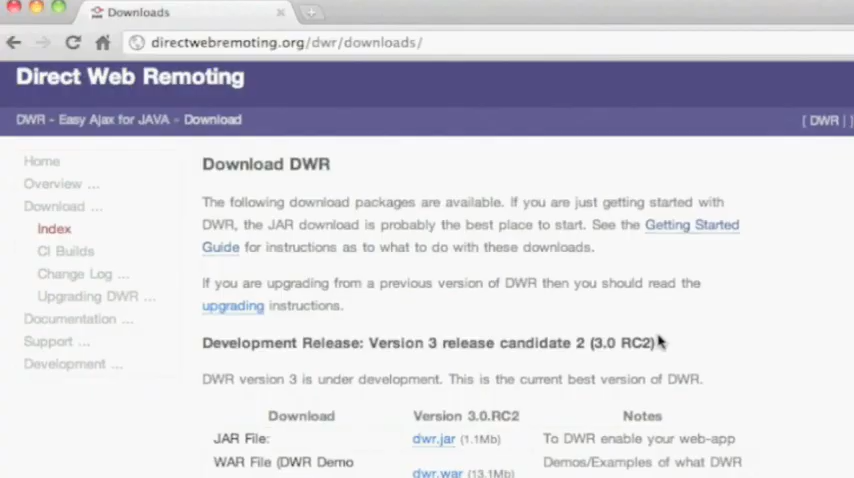 Downloads
directwebremoting.org/dwr/downloads/
Direct Web Remoting
DWR - Easy Ajax for JAVA - Download
[ DWR | ]
Home
Overview ...
Download ...
Index
CI Builds
Change Log ...
Upgrading DWR ...
Documentation ...
Support ...
Development ...
Download DWR
The following download packages are available. If you are just getting started with
DWR, the JAR download is probably the best place to start. See the Getting Started
Guide for instructions as to what to do with these downloads.
If you are upgrading from a previous version of DWR then you should read the
upgrading instructions.
Development Release: Version 3 release candidate 2 (3.0 RC2)
DWR version 3 is under development. This is the current best version of DWR.
Download Version 3.0.RC2 Notes
JAR File: dwr.jar (1.1Mb) To DWR enable your web-app
WAR File (DWR Demo dwr.war (13.1Mb) Demos/Examples of what DWR